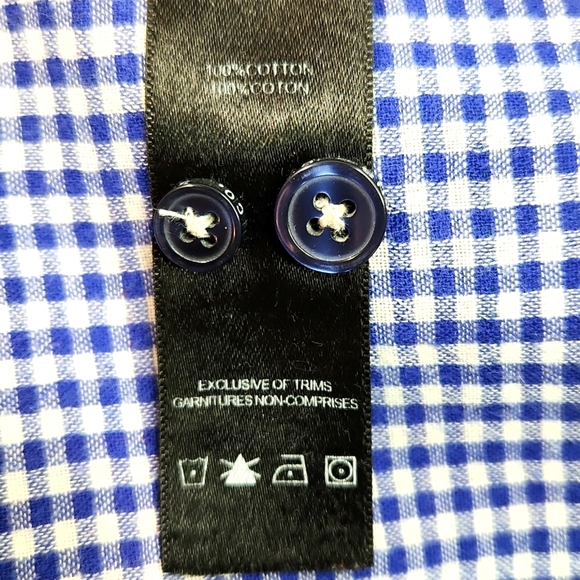 100%COTTON
100%COTON
EXCLUSIVE OF TRIMS
GARNITURES NON-COMPRISES